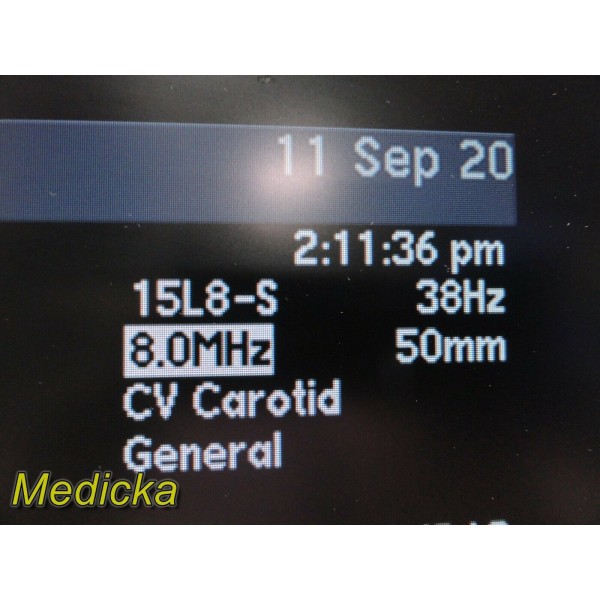 11 Sep 20
2:11:36 pm
15L8-S 38Hz
8.0MHz 50mm
CV Carotid
General
Medicka